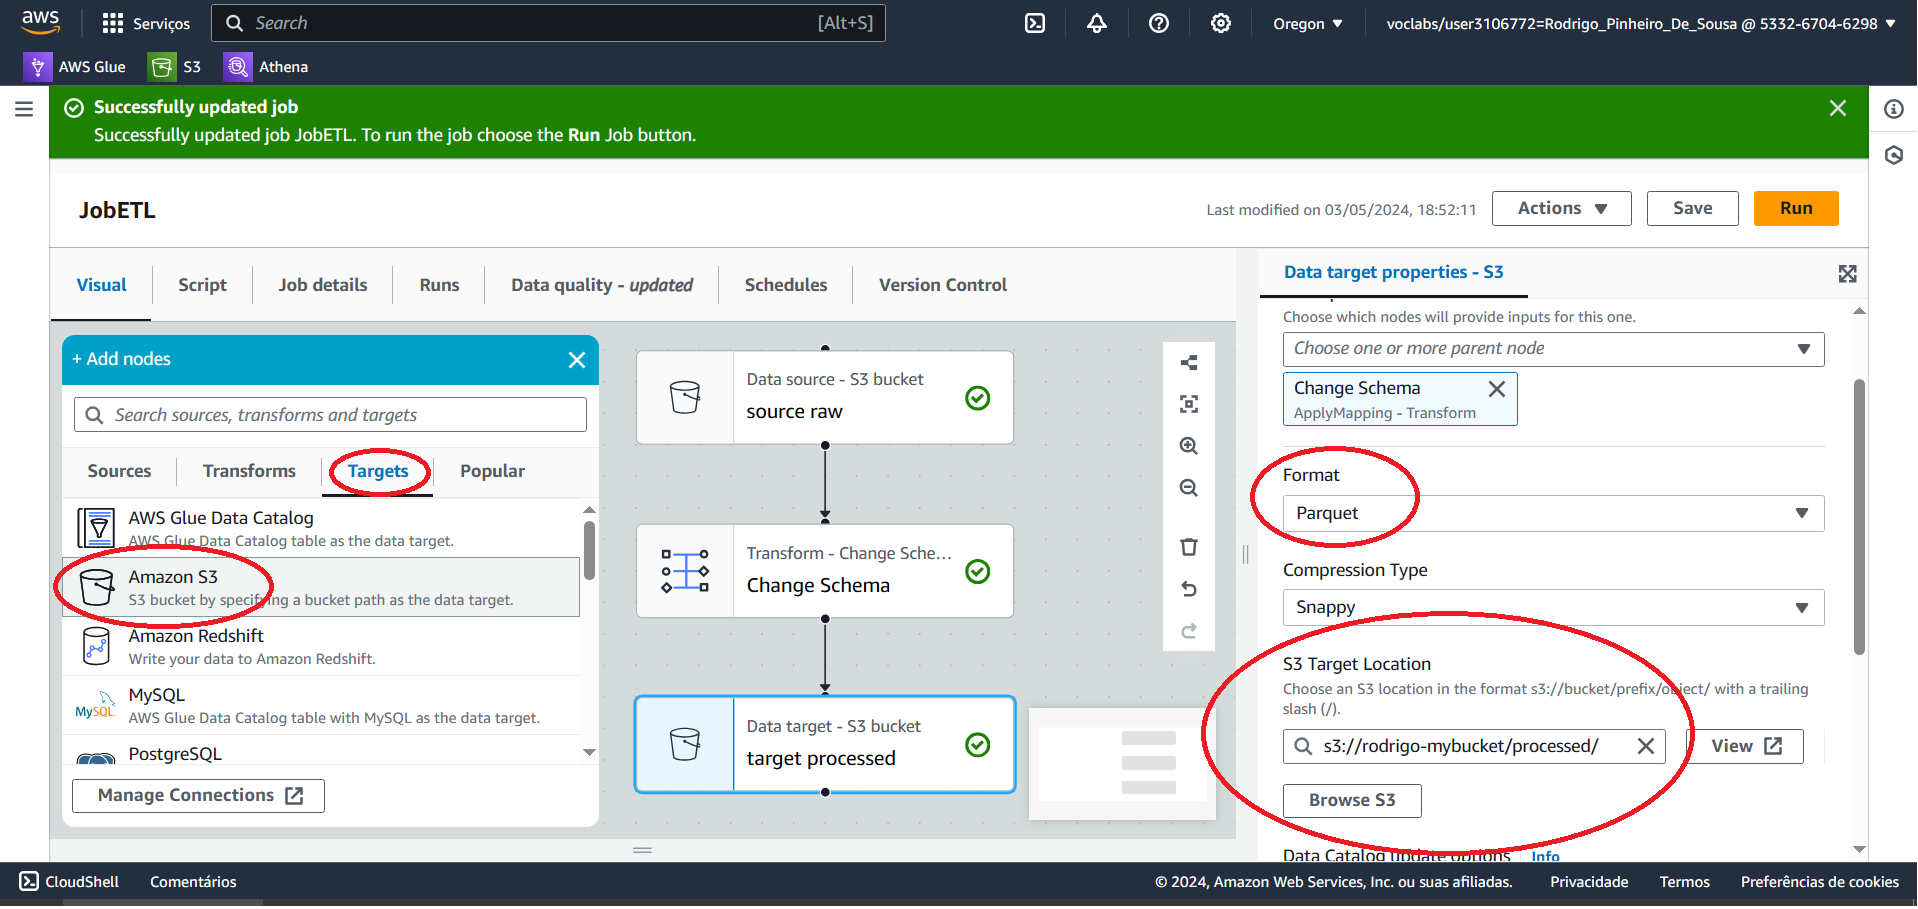 aws
Serviços
Search
[Alt+S]
Oregon
voclabs/user3106772=Rodrigo_Pinheiro_De_Sousa @ 5332-6704-6298
AWS Glue
S3
Athena
Successfully updated job
Successfully updated job JobETL. To run the job choose the Run Job button.
JobETL
Last modified on 03/05/2024, 18:52:11
Actions
Save
Run
Visual
Script
Job details
Runs
Data quality - updated
Schedules
Version Control
+ Add nodes
Search sources, transforms and targets
Sources
Transforms
Targets
Popular
AWS Glue Data Catalog
AWS Glue Data Catalog table as the data target.
Amazon S3
S3 bucket by specifying a bucket path as the data target.
Amazon Redshift
Write your data to Amazon Redshift.
MySQL
MySQL
AWS Glue Data Catalog table with MySQL as the data target.
PostgreSQL
Manage Connections
Data source - S3 bucket
source raw
Transform - Change Sche...
Change Schema
Data target - S3 bucket
target processed
Data target properties - S3
Choose which nodes will provide inputs for this one.
Choose one or more parent node
Change Schema
ApplyMapping - Transform
Format
Parquet
Compression Type
Snappy
S3 Target Location
Choose an S3 location in the format s3://bucket/prefix/object/ with a trailing
slash (/).
s3://rodrigo-mybucket/processed/
View
Browse S3
Data Catalog update options
Info
CloudShell
Comentários
© 2024, Amazon Web Services, Inc. ou suas afiliadas.
Privacidade
Termos
Preferências de cookies